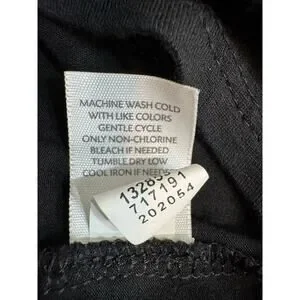 MACHINE WASH COLD
WITH LIKE COLORS
GENTLE CYCLE
ONLY NON-CHLORINE
BLEACH IF NEEDED
TUMBLE DRY LOW
COOL IRON IF NEEDED
717191
202054